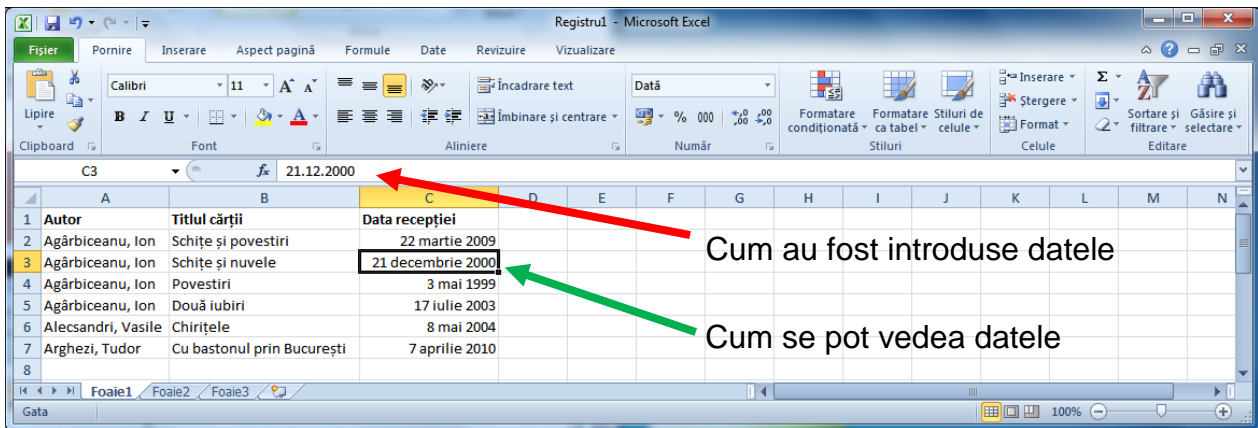 Registru1 - Microsoft Excel
Fișier Pornire Inserare Aspect pagină Formule Date Revizuire Vizualizare
Lipire
Calibri 11 A A
B I U A
Încadrare text
Îmbinare și centrare
Dată
% 000 ,0 ,00 ,00 ,0
Formatare condiționată
Formatare ca tabel
Stiluri de celule
Inserare
Ștergere
Format
Σ
Sortare și filtrare
Găsire și selectare
Clipboard Font Aliniere Număr Stiluri Celule Editare
C3 fx 21.12.2000
A B C D E F G H I J K L M N
1 Autor Titlul cărții Data recepției
2 Agârbiceanu, Ion Schițe și povestiri 22 martie 2009
3 Agârbiceanu, Ion Schițe și nuvele 21 decembrie 2000
4 Agârbiceanu, Ion Povestiri 3 mai 1999
5 Agârbiceanu, Ion Două iubiri 17 iulie 2003
6 Alecsandri, Vasile Chirițele 8 mai 2004
7 Arghezi, Tudor Cu bastonul prin București 7 aprilie 2010
8
Cum au fost introduse datele
Cum se pot vedea datele
Foaie1 Foaie2 Foaie3
Gata 100%